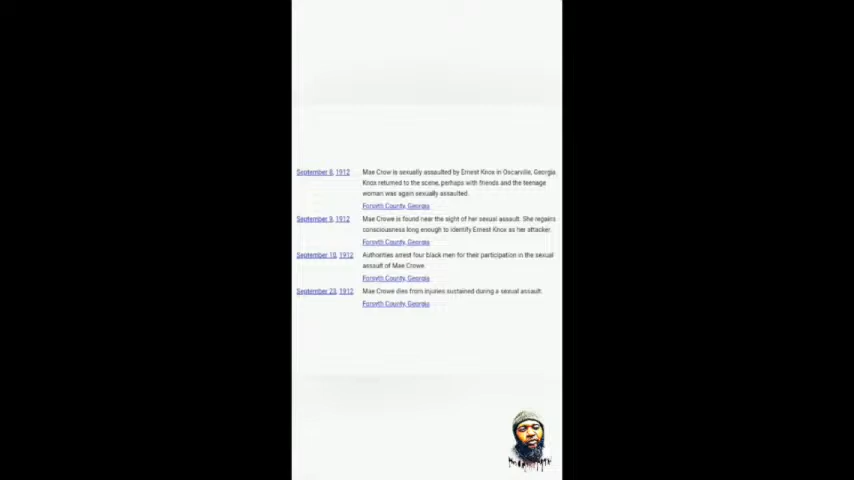 September 8, 1912 Mae Crow is sexually assaulted by Ernest Knox in Oscarville, Georgia.
Knox returned to the scene, perhaps with friends and the teenage
woman was again sexually assaulted.
Forsyth County, Georgia
September 9, 1912 Mae Crowe is found near the sight of her sexual assault. She regains
consciousness long enough to identify Ernest Knox as her attacker.
Forsyth County, Georgia
September 10, 1912 Authorities arrest four black men for their participation in the sexual
assault of Mae Crowe.
Forsyth County, Georgia
September 23, 1912 Mae Crowe dies from injuries sustained during a sexual assault.
Forsyth County, Georgia